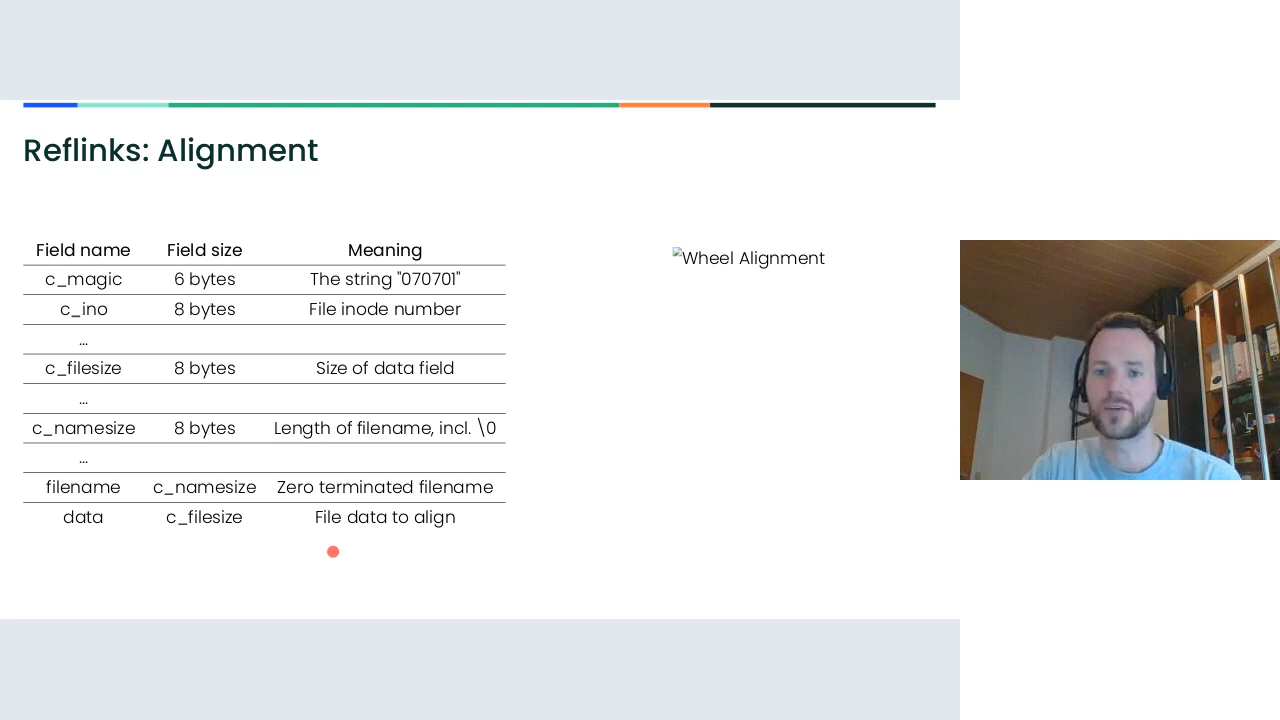 Reflinks: Alignment
Field name Field size Meaning
c_magic 6 bytes The string "070701"
c_ino 8 bytes File inode number
...
c_filesize 8 bytes Size of data field
...
c_namesize 8 bytes Length of filename, incl. \0
...
filename c_namesize Zero terminated filename
data c_filesize File data to align
Wheel Alignment